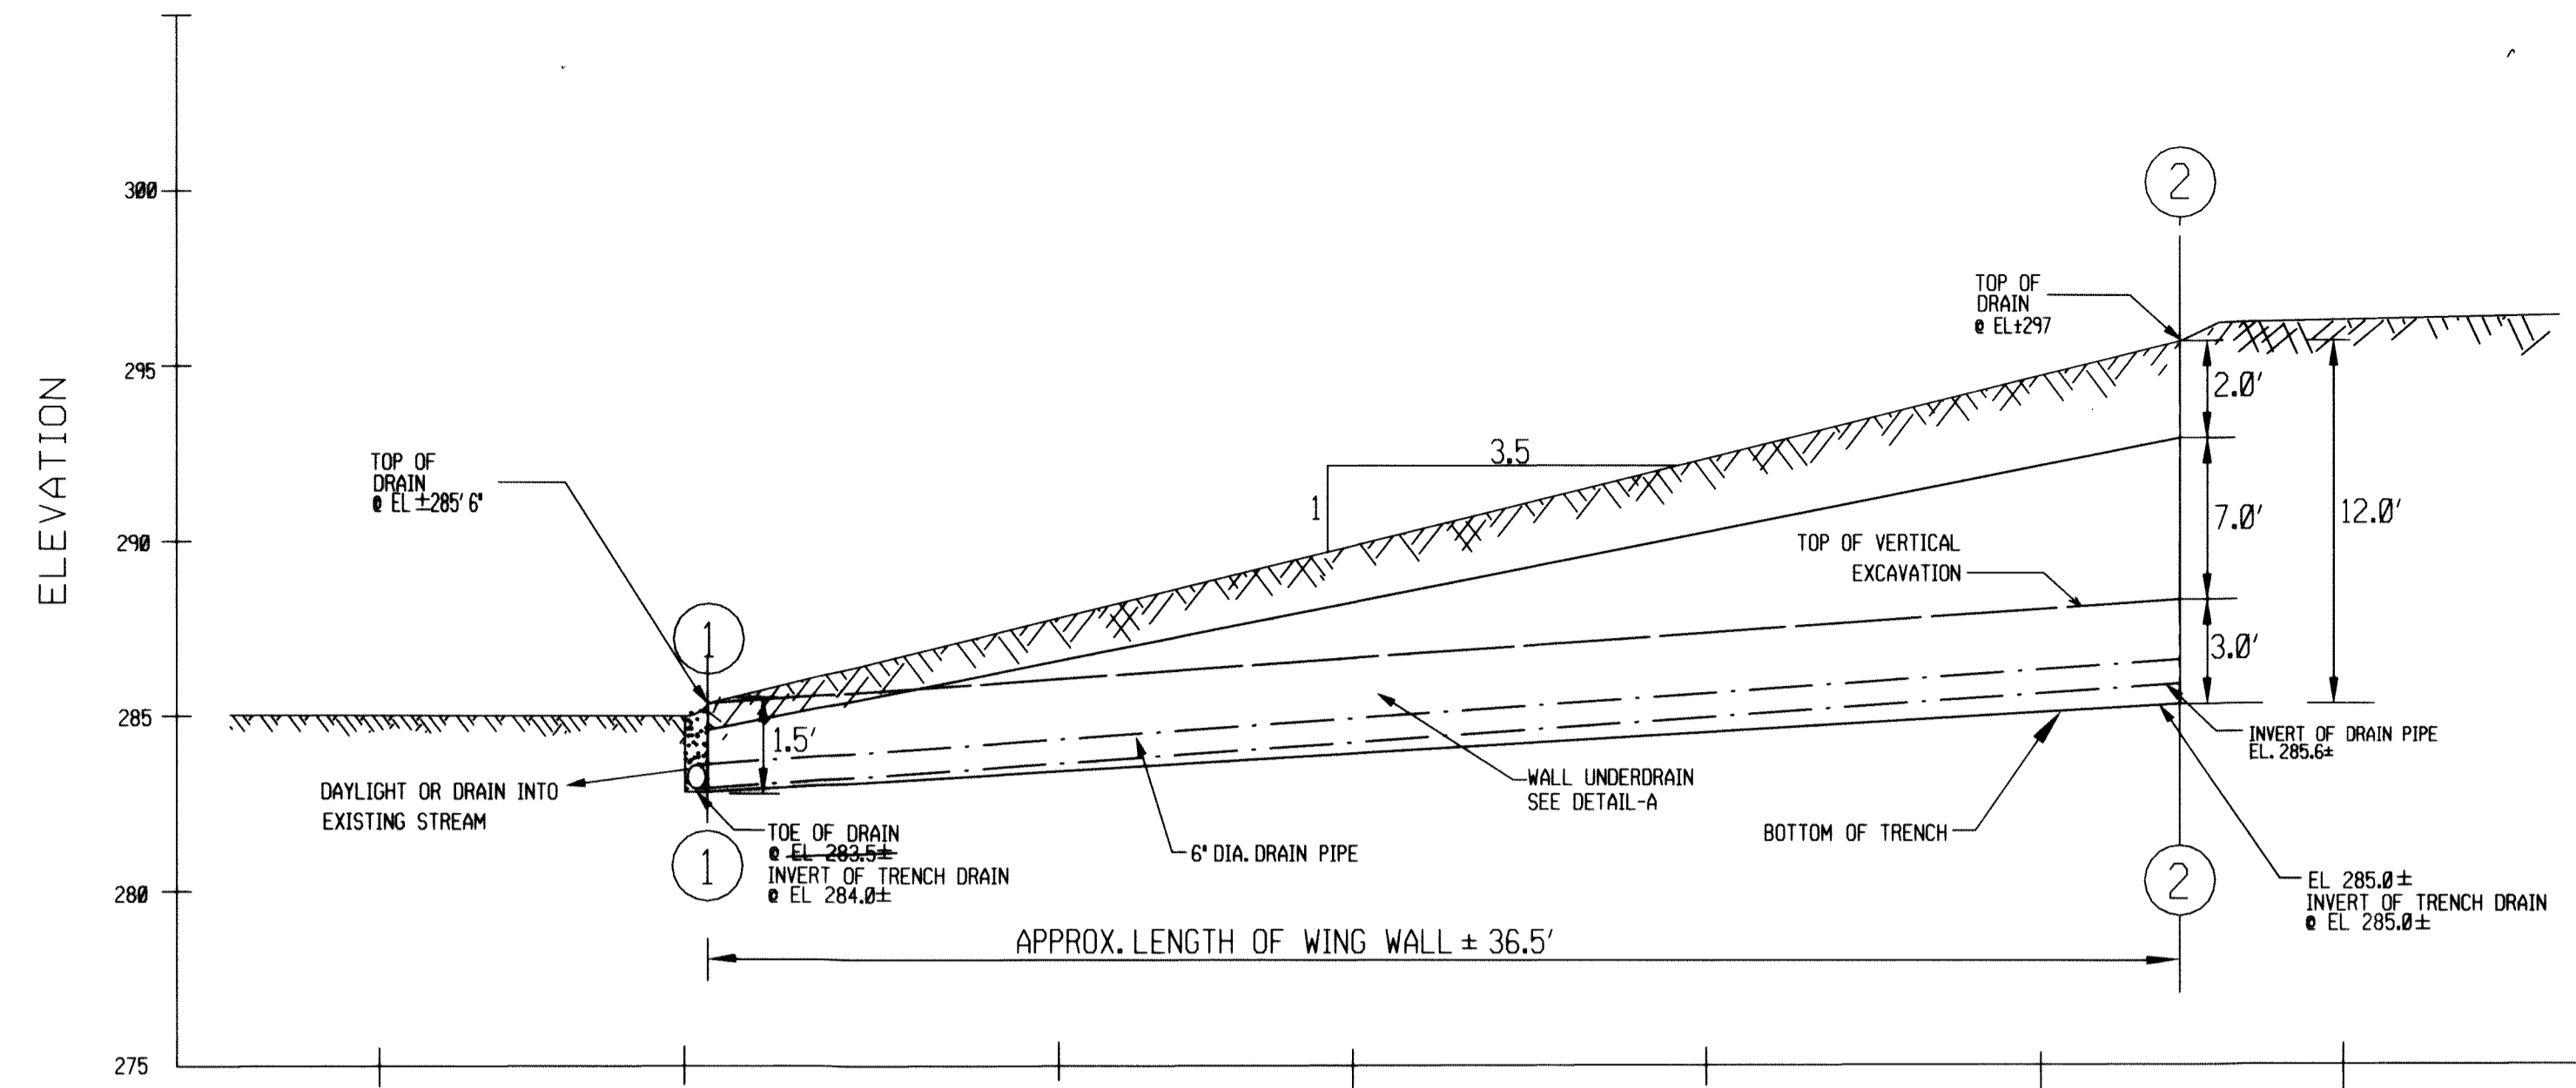 ELEVATION
300
295
290
285
280
275
TOP OF
DRAIN
@ EL ±285' 6"
1
1
DAYLIGHT OR DRAIN INTO
EXISTING STREAM
1.5'
TOE OF DRAIN
@ EL 283.5±
INVERT OF TRENCH DRAIN
@ EL 284.0±
3.5
1
6" DIA. DRAIN PIPE
WALL UNDERDRAIN
SEE DETAIL-A
TOP OF VERTICAL
EXCAVATION
BOTTOM OF TRENCH
APPROX. LENGTH OF WING WALL ± 36.5'
2
TOP OF
DRAIN
@ EL±297
2.0'
7.0'
3.0'
12.0'
INVERT OF DRAIN PIPE
EL. 285.6±
2
EL 285.0±
INVERT OF TRENCH DRAIN
@ EL 285.0±